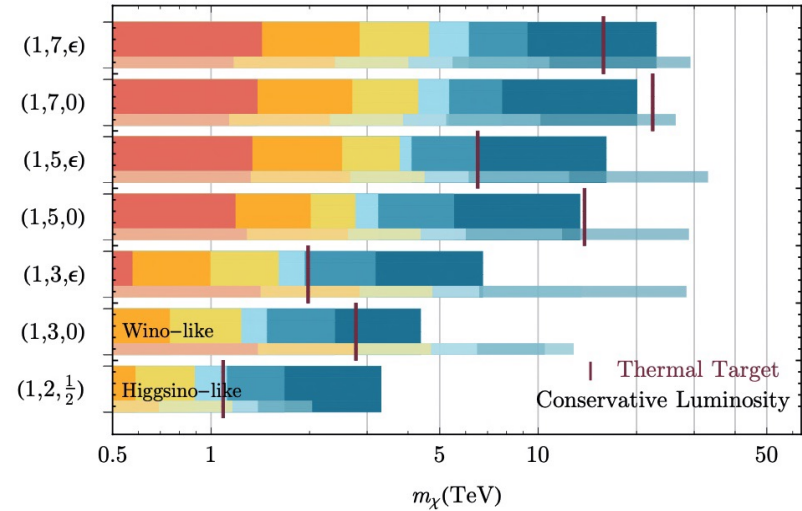 (1,7,ϵ)
(1,7,0)
(1,5,ϵ)
(1,5,0)
(1,3,ϵ)
(1,3,0)
Wino-like
Thermal Target
(1,2,½)
Higgsino-like
Conservative Luminosity
0.5 1 5 10 50
mχ(TeV)